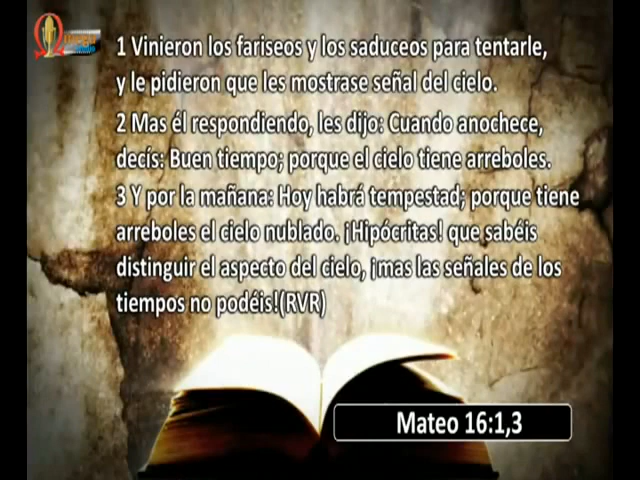 Omega
1 Vinieron los fariseos y los saduceos para tentarle,
y le pidieron que les mostrase señal del cielo.
2 Mas él respondiendo, les dijo: Cuando anochece,
decís: Buen tiempo; porque el cielo tiene arreboles.
3 Y por la mañana: Hoy habrá tempestad; porque tiene
arreboles el cielo nublado. ¡Hipócritas! que sabéis
distinguir el aspecto del cielo, ¡mas las señales de los
tiempos no podéis!(RVR)
Mateo 16:1,3